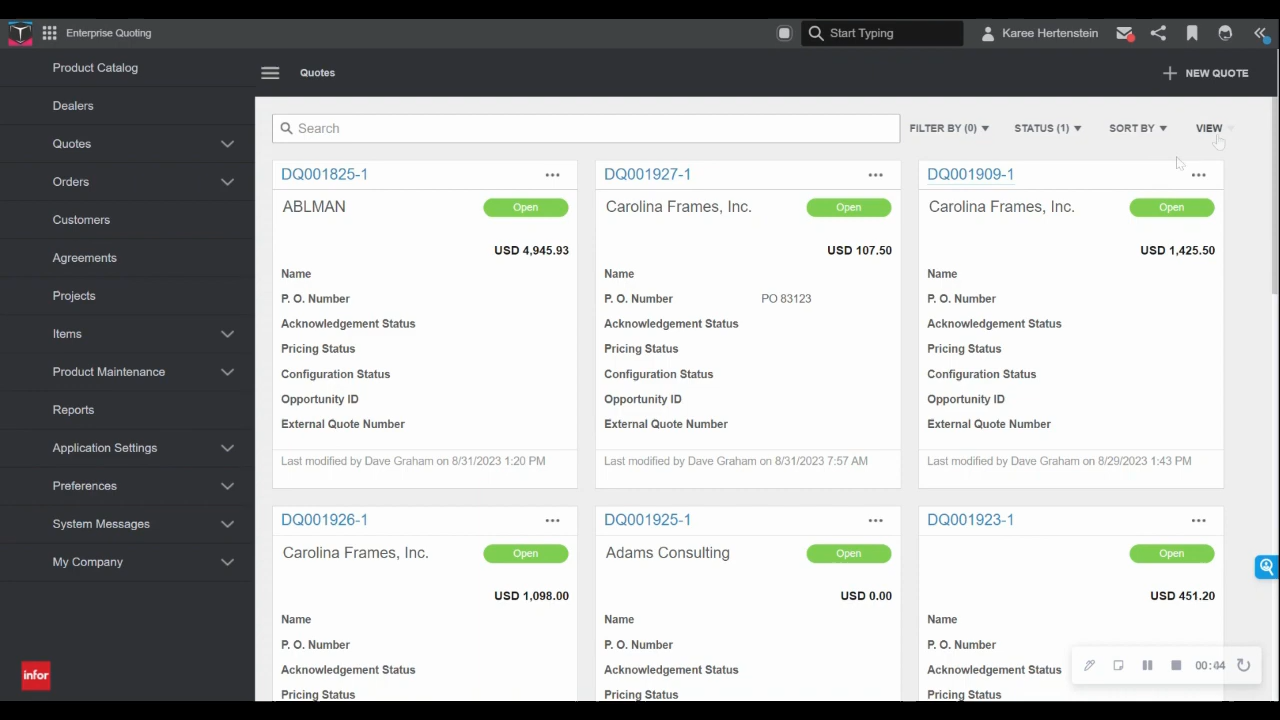 Enterprise Quoting
Start Typing
Karee Hertenstein
Product Catalog
Dealers
Quotes
Orders
Customers
Agreements
Projects
Items
Product Maintenance
Reports
Application Settings
Preferences
System Messages
My Company
infor
Quotes
NEW QUOTE
Search
FILTER BY (0)
STATUS (1)
SORT BY
VIEW
DQ001825-1
ABLMAN
Open
USD 4,945.93
Name
P. O. Number
Acknowledgement Status
Pricing Status
Configuration Status
Opportunity ID
External Quote Number
Last modified by Dave Graham on 8/31/2023 1:20 PM
DQ001927-1
Carolina Frames, Inc.
Open
USD 107.50
Name
P. O. Number PO 83123
Acknowledgement Status
Pricing Status
Configuration Status
Opportunity ID
External Quote Number
Last modified by Dave Graham on 8/31/2023 7:57 AM
DQ001909-1
Carolina Frames, Inc.
Open
USD 1,425.50
Name
P. O. Number
Acknowledgement Status
Pricing Status
Configuration Status
Opportunity ID
External Quote Number
Last modified by Dave Graham on 8/29/2023 1:43 PM
DQ001926-1
Carolina Frames, Inc.
Open
USD 1,098.00
Name
P. O. Number
Acknowledgement Status
Pricing Status
DQ001925-1
Adams Consulting
Open
USD 0.00
Name
P. O. Number
Acknowledgement Status
Pricing Status
DQ001923-1
Open
USD 451.20
Name
P. O. Number
Acknowledgement Status
Pricing Status